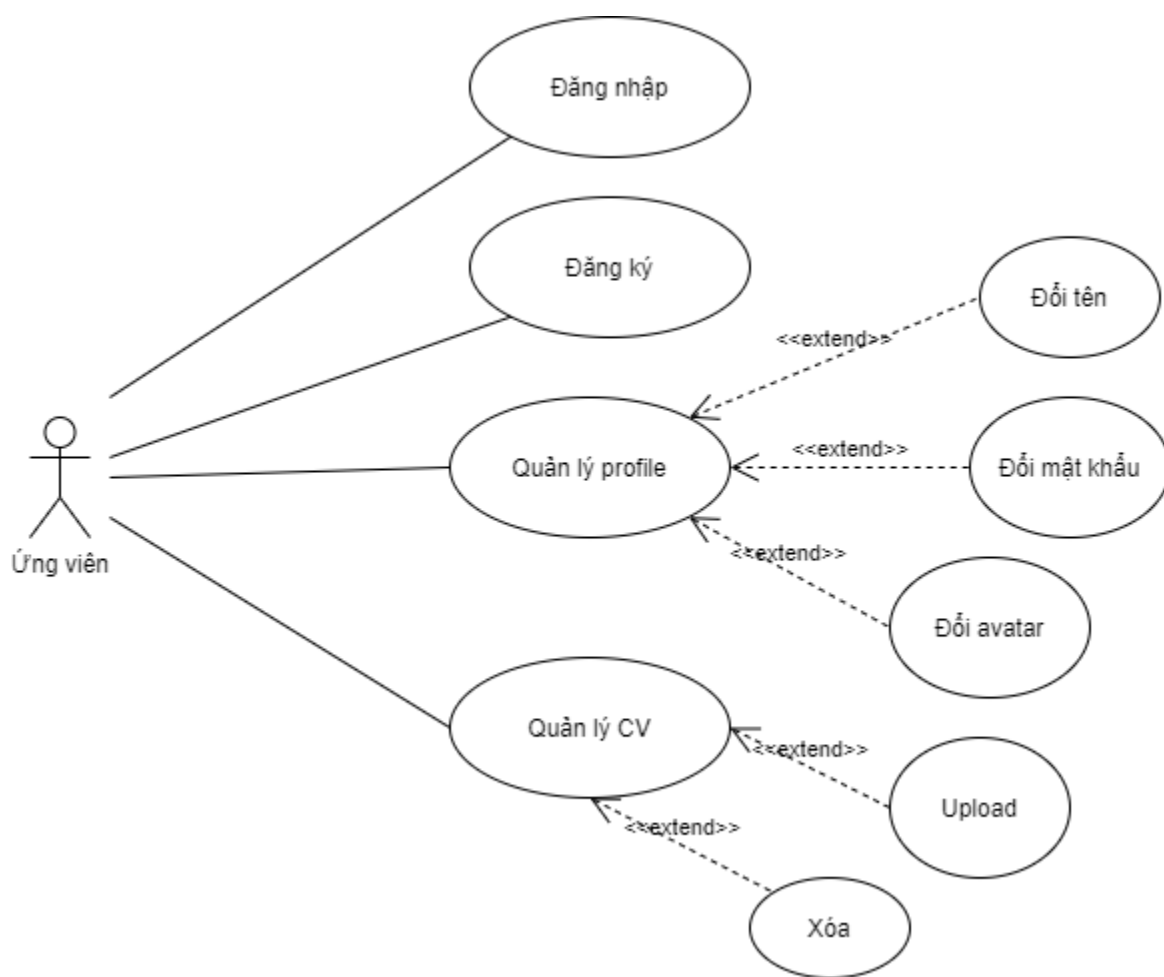 Đăng nhập
Đăng ký
Đổi tên
<<extend>>
Quản lý profile
<<extend>>
Đổi mật khẩu
<<extend>>
Ứng viên
Đổi avatar
Quản lý CV
<<extend>>
Upload
<<extend>>
Xóa